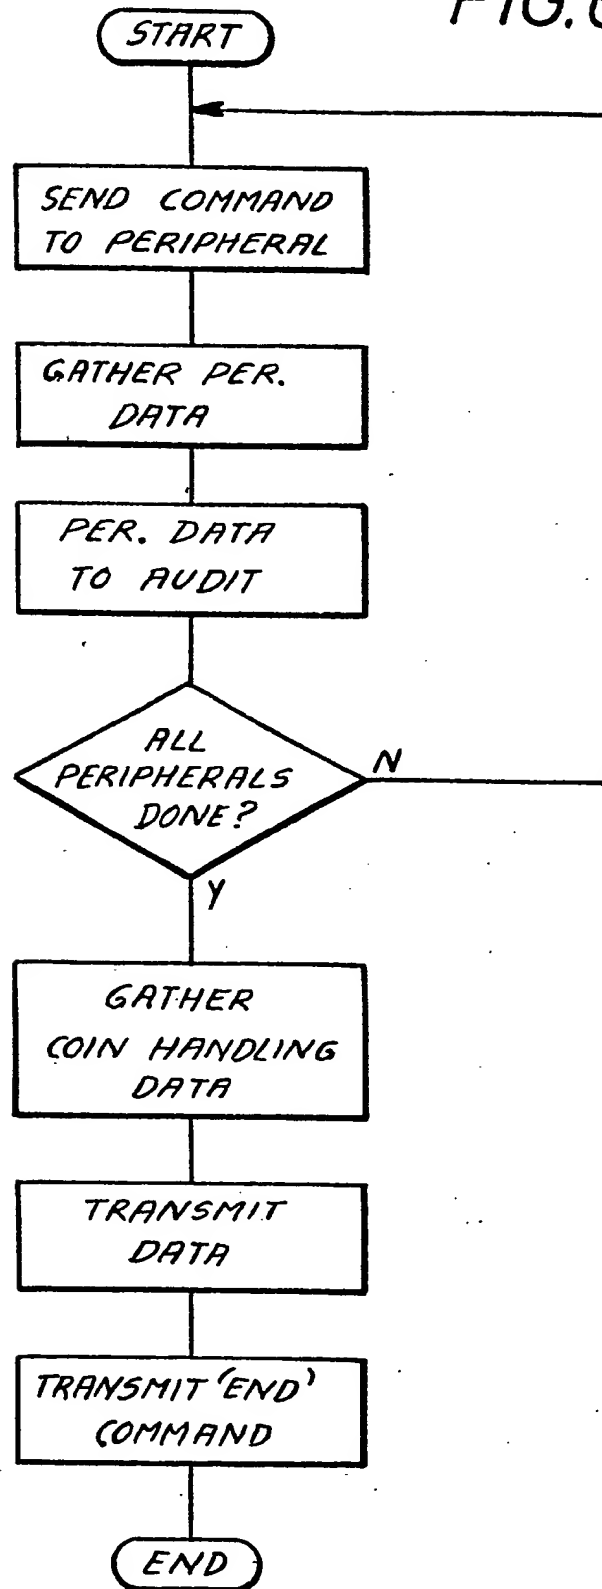 FIG.
START
SEND COMMAND
TO PERIPHERAL
GATHER PER.
DATA
PER. DATA
TO AUDIT
ALL
PERIPHERALS
DONE?
N
Y
GATHER
COIN HANDLING
DATA
TRANSMIT
DATA
TRANSMIT 'END'
COMMAND
END